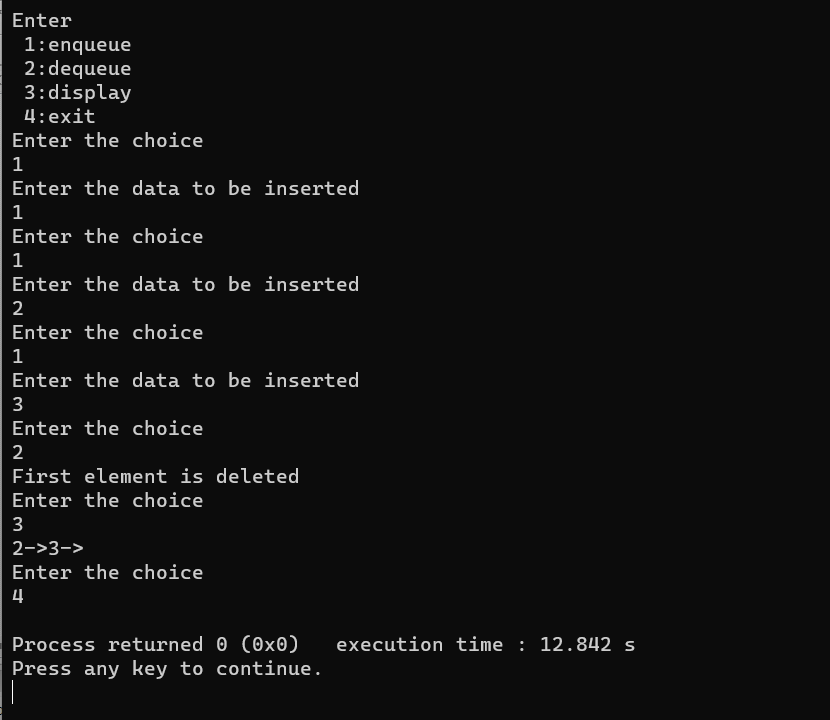 Enter
 1:enqueue
 2:dequeue
 3:display
 4:exit
Enter the choice
1
Enter the data to be inserted
1
Enter the choice
1
Enter the data to be inserted
2
Enter the choice
1
Enter the data to be inserted
3
Enter the choice
2
First element is deleted
Enter the choice
3
2->3->
Enter the choice
4

Process returned 0 (0x0)   execution time : 12.842 s
Press any key to continue.